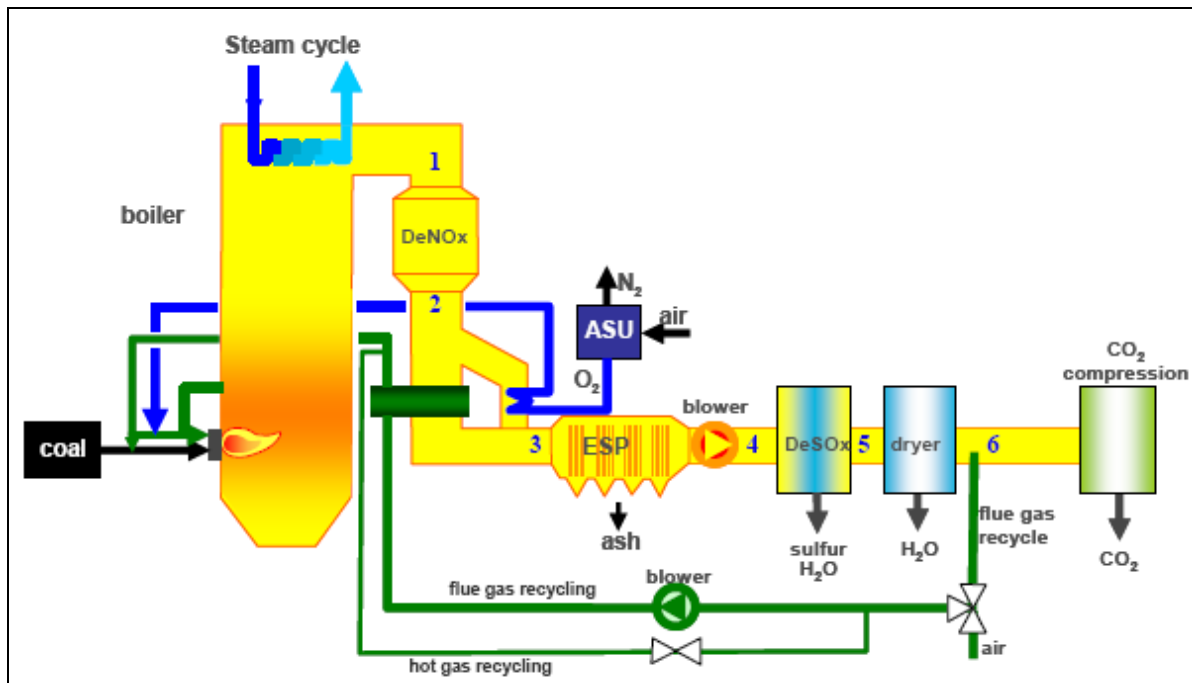 Steam cycle
1
boiler
DeNOx
2
N₂
ASU
air
O₂
CO₂
compression
coal
3
ESP
blower
4
DeSOx
5
dryer
6
ash
sulfur
H₂O
H₂O
flue gas
recycle
CO₂
flue gas recycling
blower
hot gas recycling
air